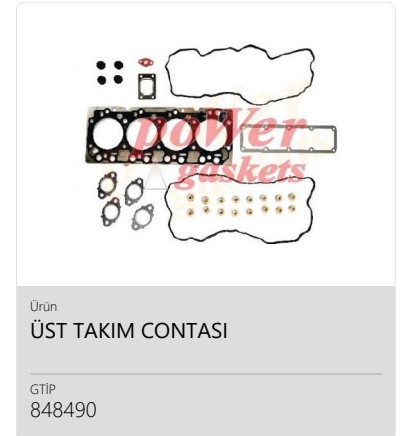 power
gaskets
Ürün
ÜST TAKIM CONTASI
GTİP
848490